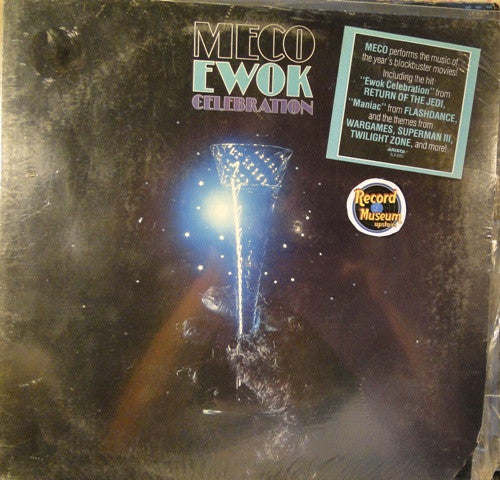 MECO
EWOK
CELEBRATION
MECO performs the music of
the year's blockbuster movies!
Including the hit
"Ewok Celebration" from
RETURN OF THE JEDI,
"Maniac" from FLASHDANCE,
and the themes from
WARGAMES, SUPERMAN III,
TWILIGHT ZONE, and more!
ARISTA
Record
Museum